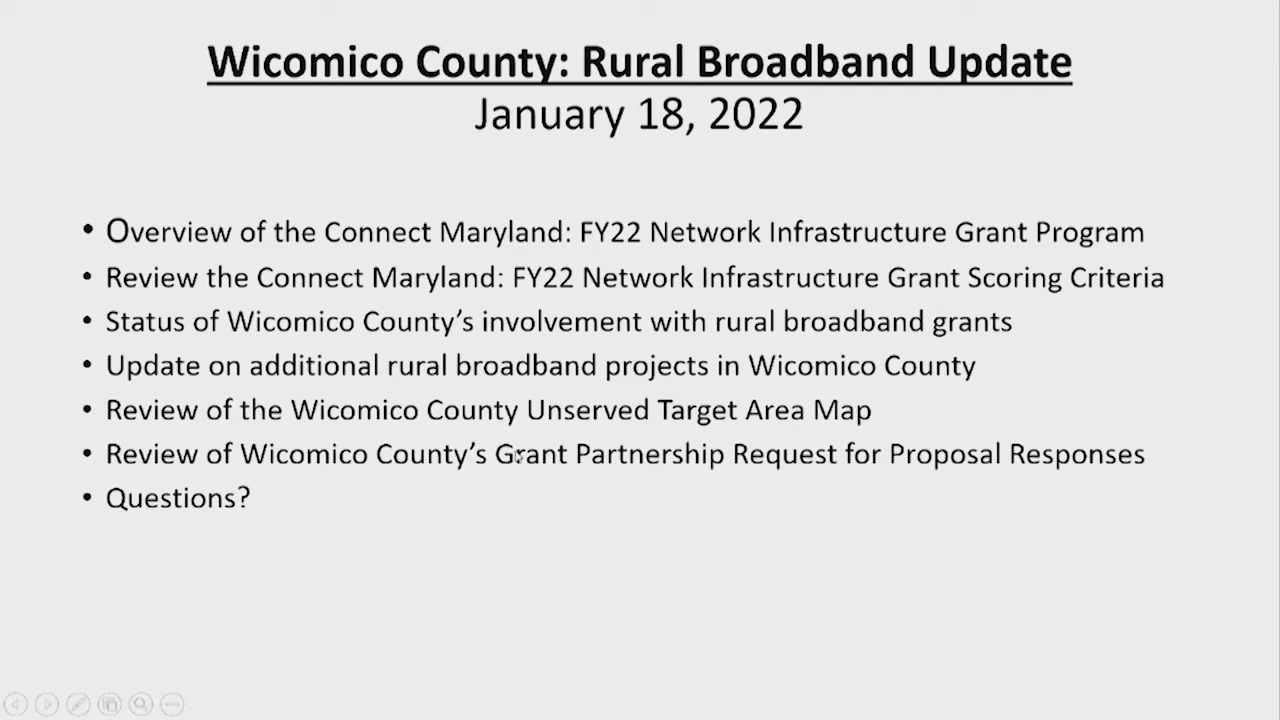 Wicomico County: Rural Broadband Update
January 18, 2022
• Overview of the Connect Maryland: FY22 Network Infrastructure Grant Program
• Review the Connect Maryland: FY22 Network Infrastructure Grant Scoring Criteria
• Status of Wicomico County’s involvement with rural broadband grants
• Update on additional rural broadband projects in Wicomico County
• Review of the Wicomico County Unserved Target Area Map
• Review of Wicomico County’s Grant Partnership Request for Proposal Responses
• Questions?